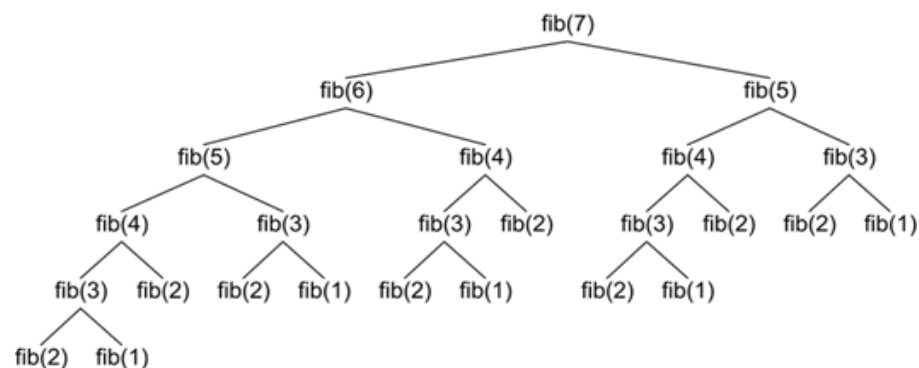 fib(7)
fib(6) fib(5)
fib(5) fib(4) fib(4) fib(3)
fib(4) fib(3) fib(3) fib(2) fib(3) fib(2) fib(2) fib(1)
fib(3) fib(2) fib(2) fib(1) fib(2) fib(1) fib(2) fib(1)
fib(2) fib(1)